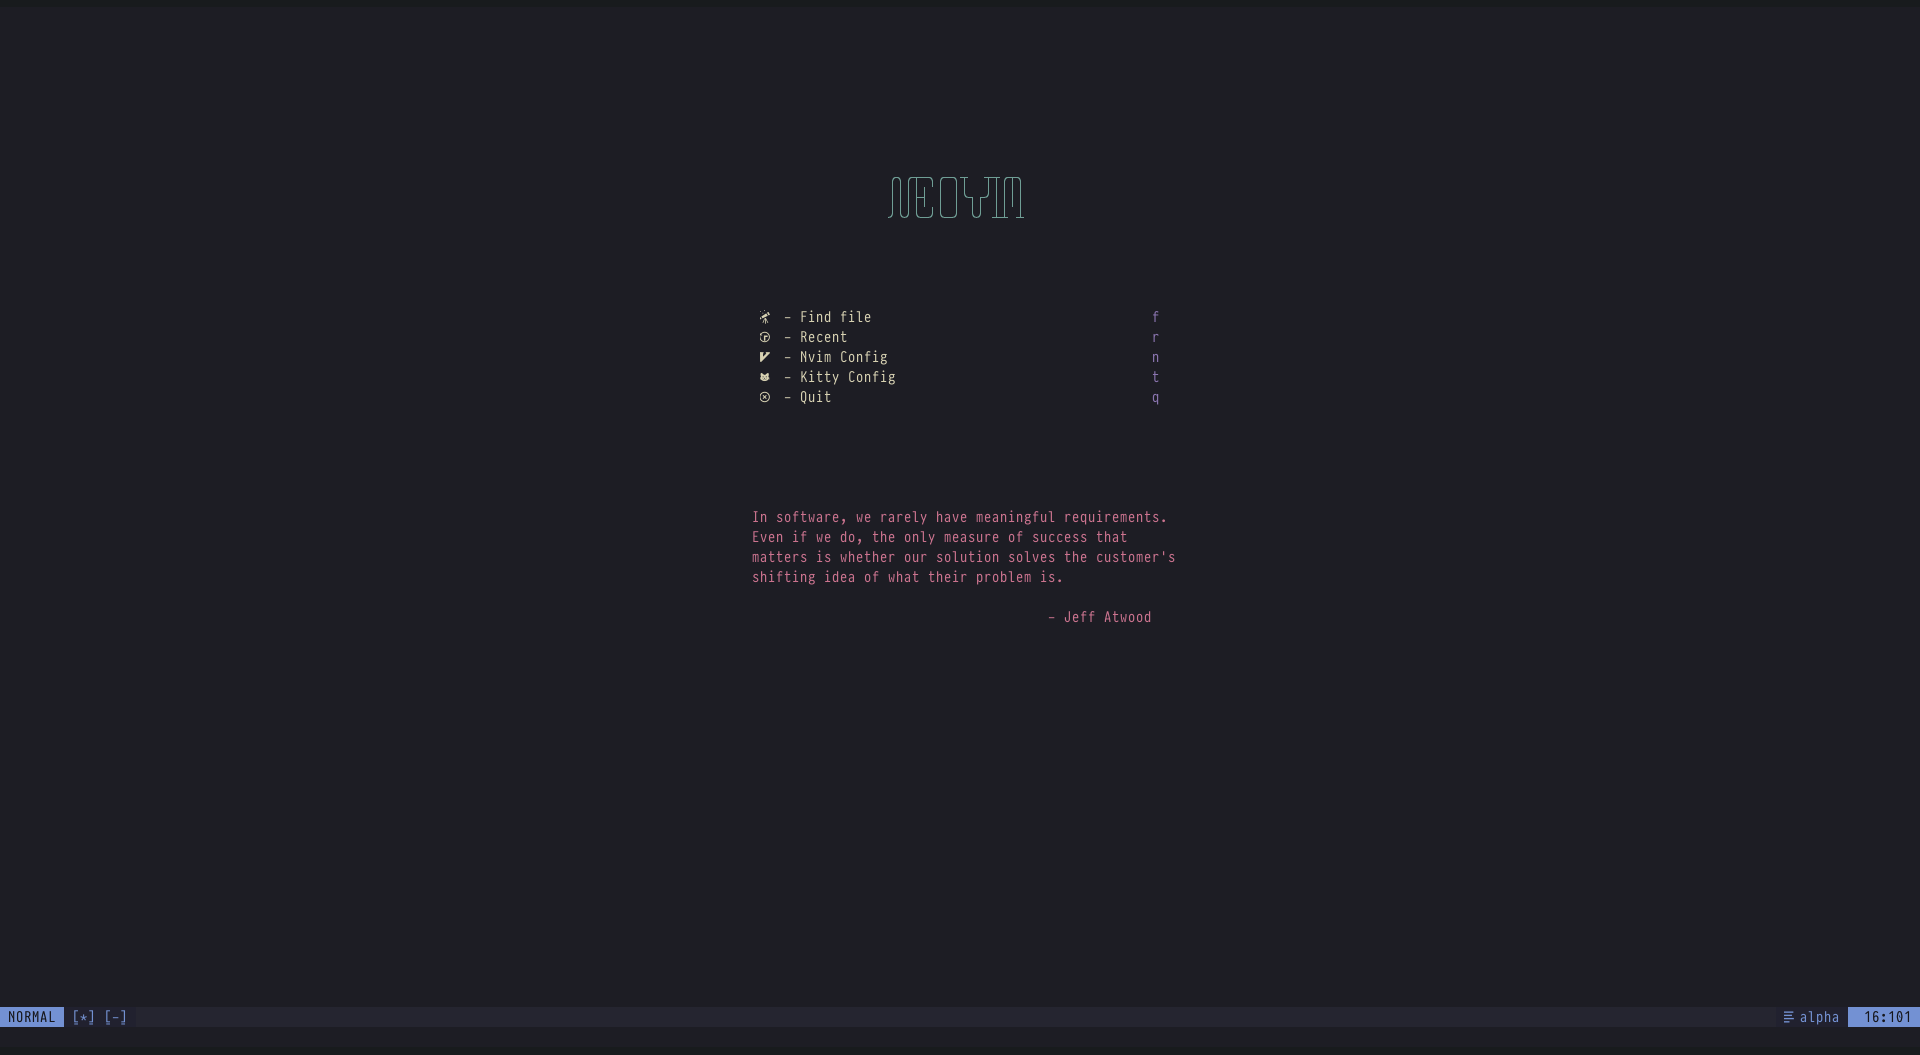 NEOVIM
- Find file f
- Recent r
- Nvim Config n
- Kitty Config t
- Quit q
In software, we rarely have meaningful requirements.
Even if we do, the only measure of success that
matters is whether our solution solves the customer's
shifting idea of what their problem is.
- Jeff Atwood
NORMAL [*] [-] alpha 16:101